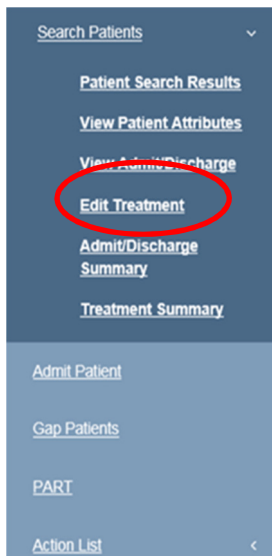 Search Patients
Patient Search Results
View Patient Attributes
View Admit/Discharge
Edit Treatment
Admit/Discharge
Summary
Treatment Summary
Admit Patient
Gap Patients
PART
Action List